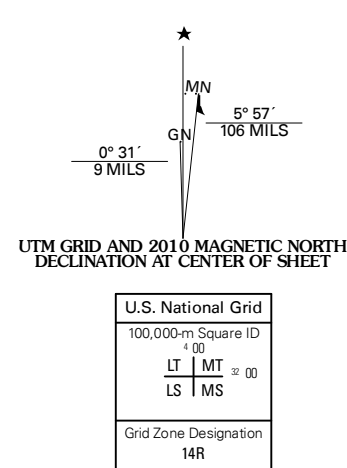 ★
MN
GN
5° 57´
106 MILS
0° 31´
9 MILS
UTM GRID AND 2010 MAGNETIC NORTH
DECLINATION AT CENTER OF SHEET
U.S. National Grid
100,000-m Square ID
4 00
LT MT 32 00
LS MS
Grid Zone Designation
14R